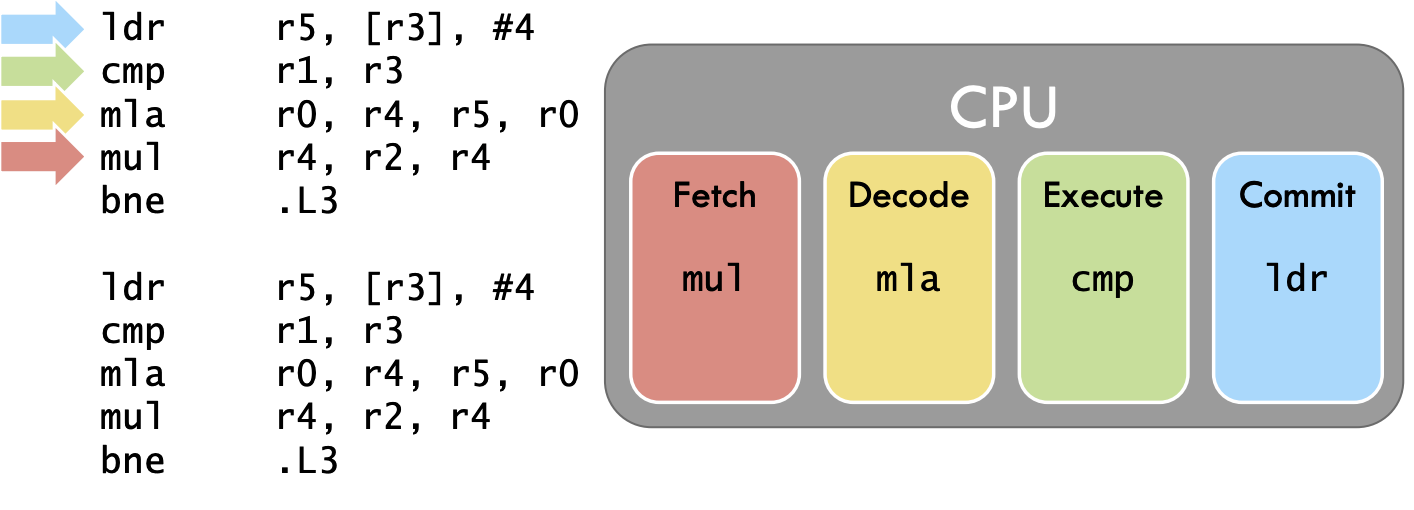 ldr r5, [r3], #4
cmp r1, r3
mla r0, r4, r5, r0
mul r4, r2, r4
bne .L3
ldr r5, [r3], #4
cmp r1, r3
mla r0, r4, r5, r0
mul r4, r2, r4
bne .L3
CPU
Fetch Decode Execute Commit
mul mla cmp ldr